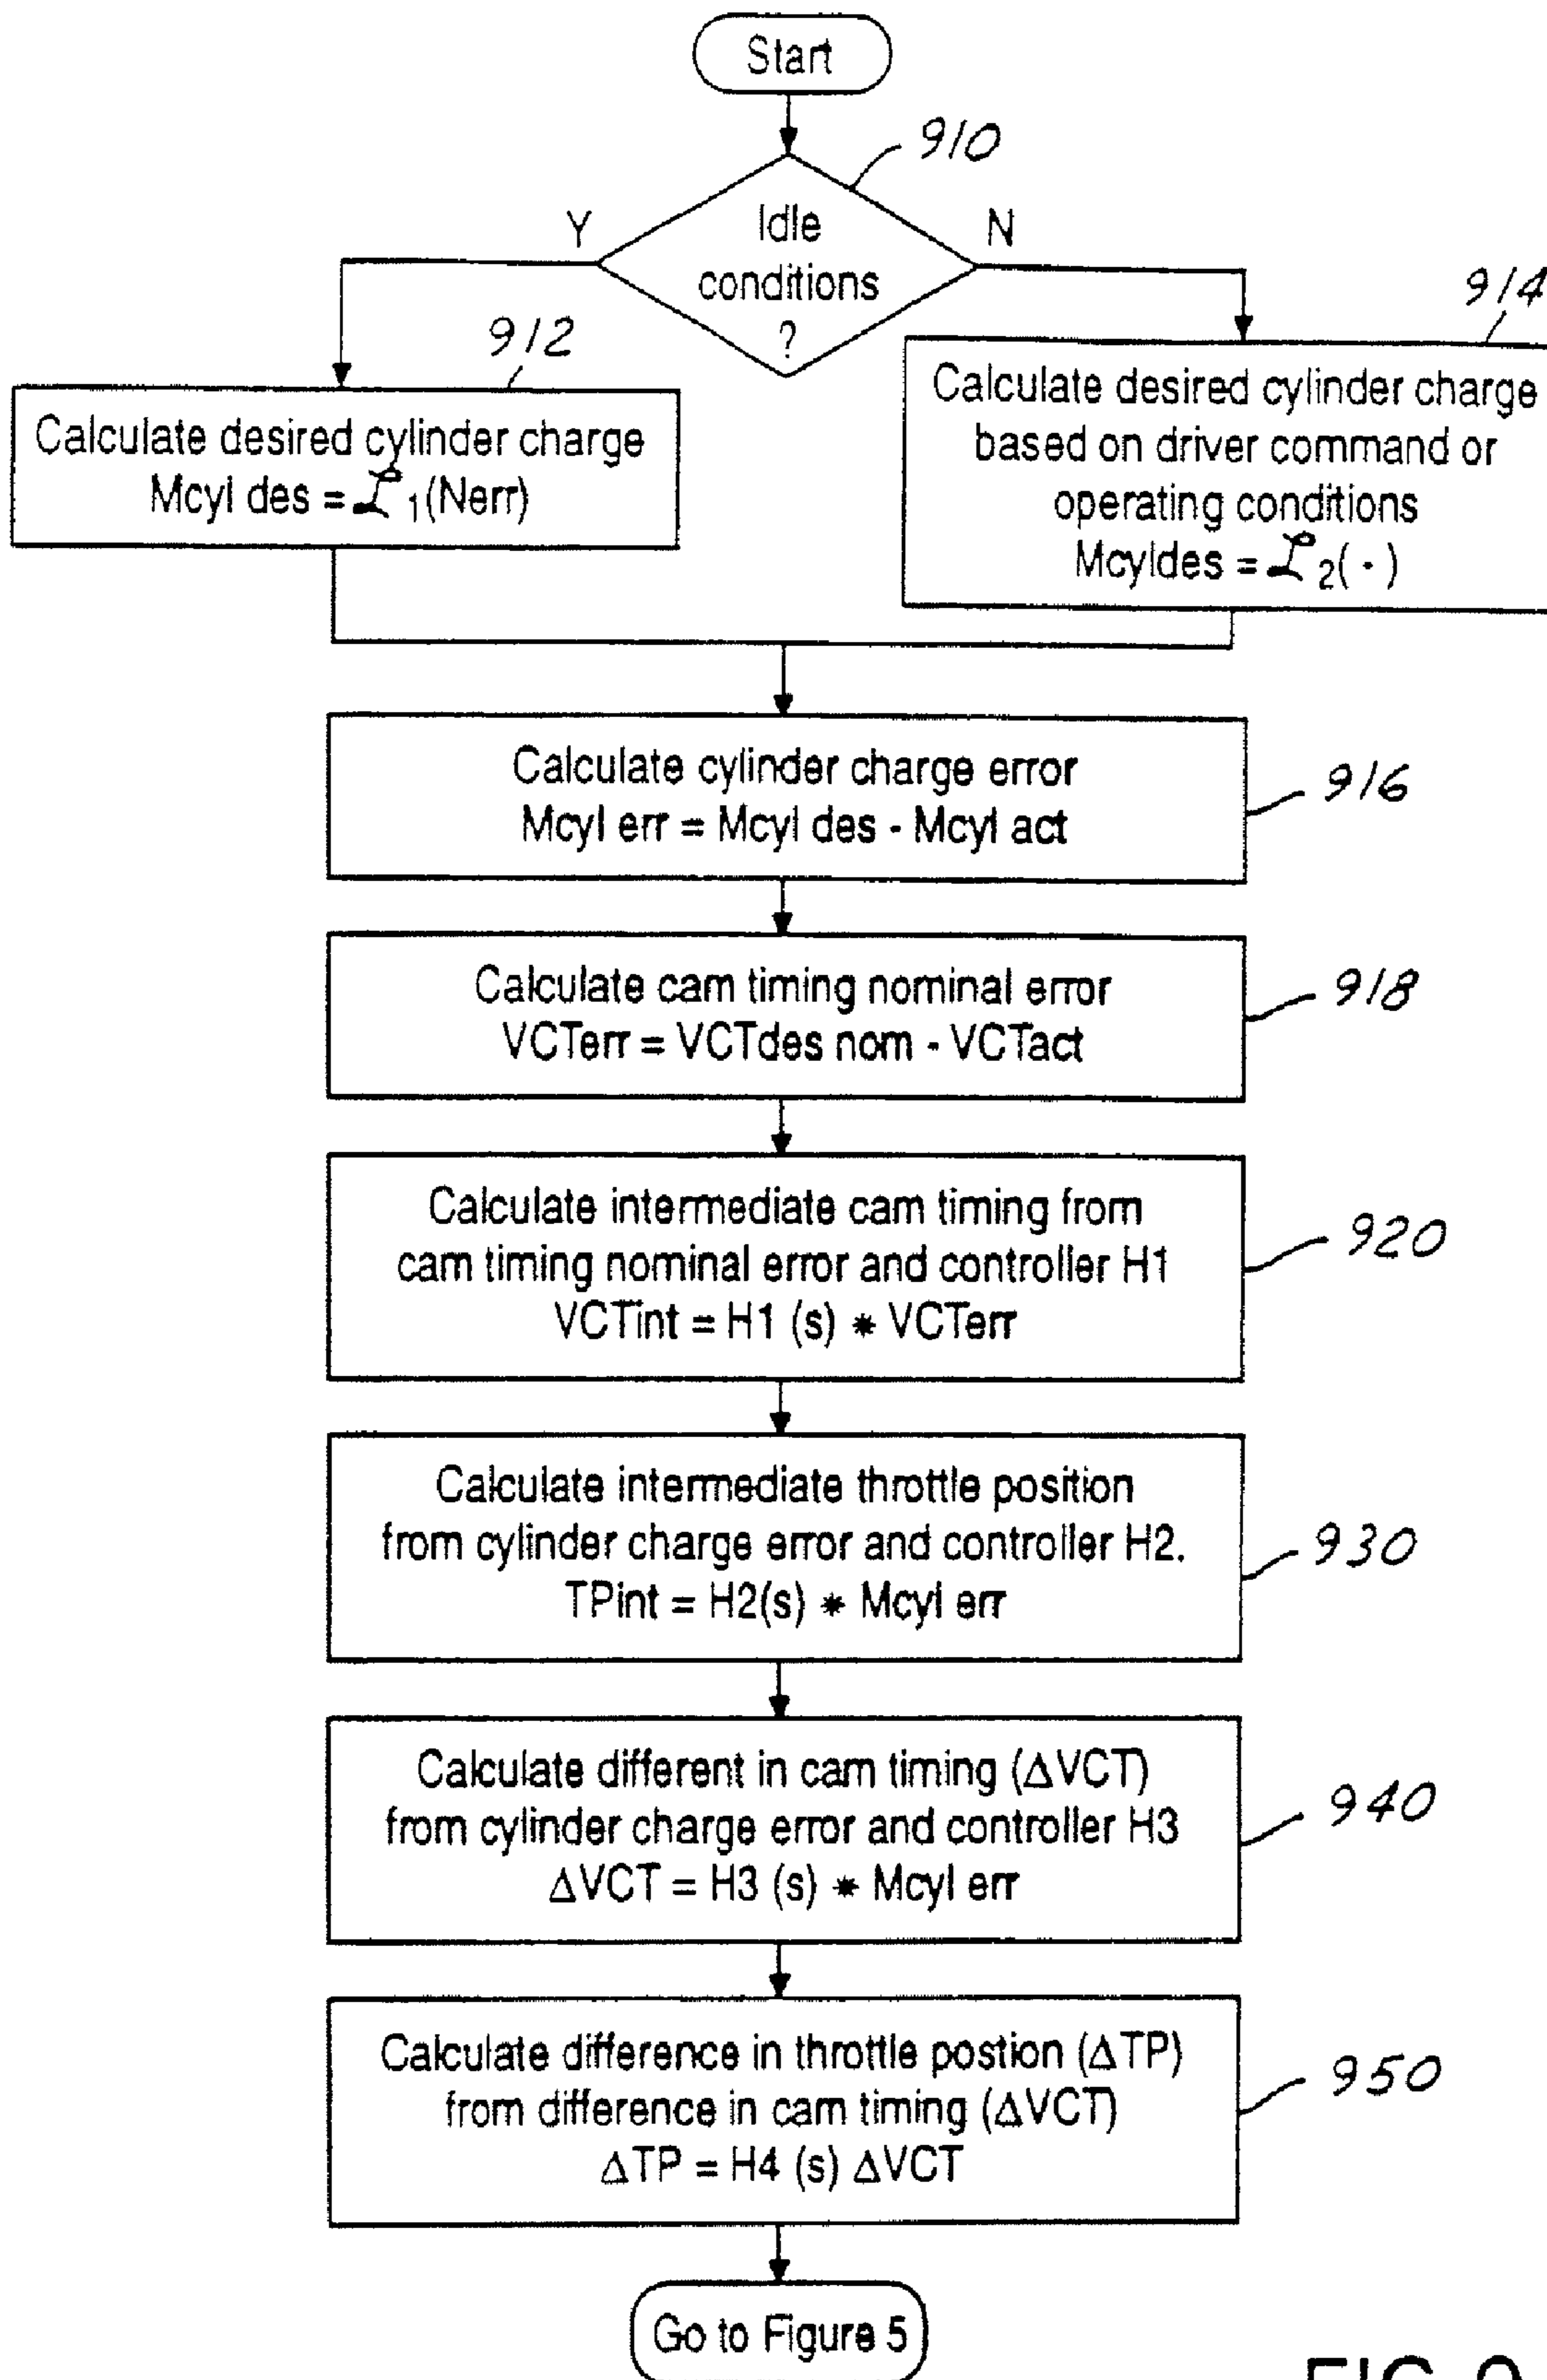 Start
910
Y
Idle
conditions
?
N
912
Calculate desired cylinder charge
Mcyl des = ℒ1(Nerr)
914
Calculate desired cylinder charge
based on driver command or
operating conditions
Mcyldes = ℒ2( · )
Calculate cylinder charge error
Mcyl err = Mcyl des - Mcyl act
916
Calculate cam timing nominal error
VCTerr = VCTdes nom - VCTact
918
Calculate intermediate cam timing from
cam timing nominal error and controller H1
VCTint = H1 (s) * VCTerr
920
Calculate intermediate throttle position
from cylinder charge error and controller H2.
TPint = H2(s) * Mcyl err
930
Calculate different in cam timing (ΔVCT)
from cylinder charge error and controller H3
ΔVCT = H3 (s) * Mcyl err
940
Calculate difference in throttle postion (ΔTP)
from difference in cam timing (ΔVCT)
ΔTP = H4 (s) ΔVCT
950
Go to Figure 5